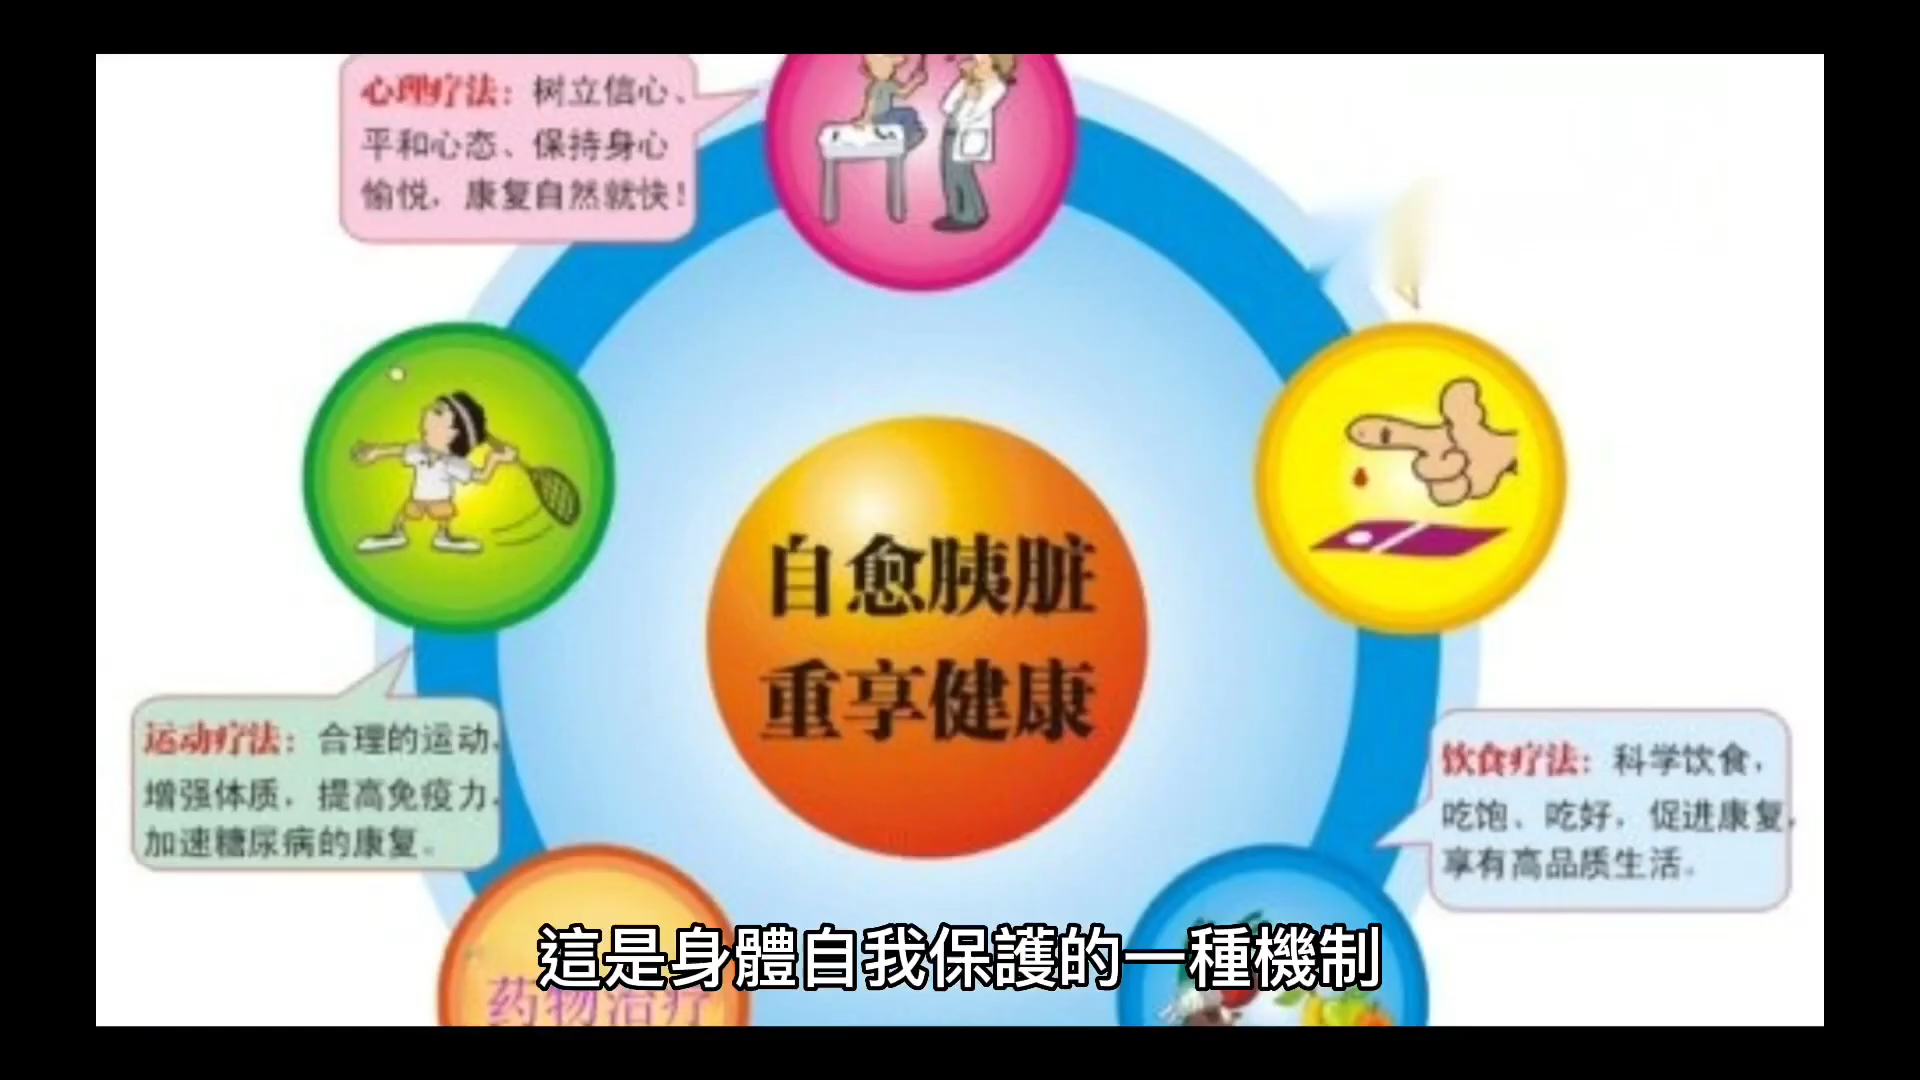 心理疗法：树立信心、
平和心态、保持身心
愉悦，康复自然就快！
自愈胰脏
重享健康
运动疗法：合理的运动，
增强体质，提高免疫力，
加速糖尿病的康复。
饮食疗法：科学饮食，
吃饱、吃好，促进康复，
享有高品质生活。
药物治疗
這是身體自我保護的一種機制